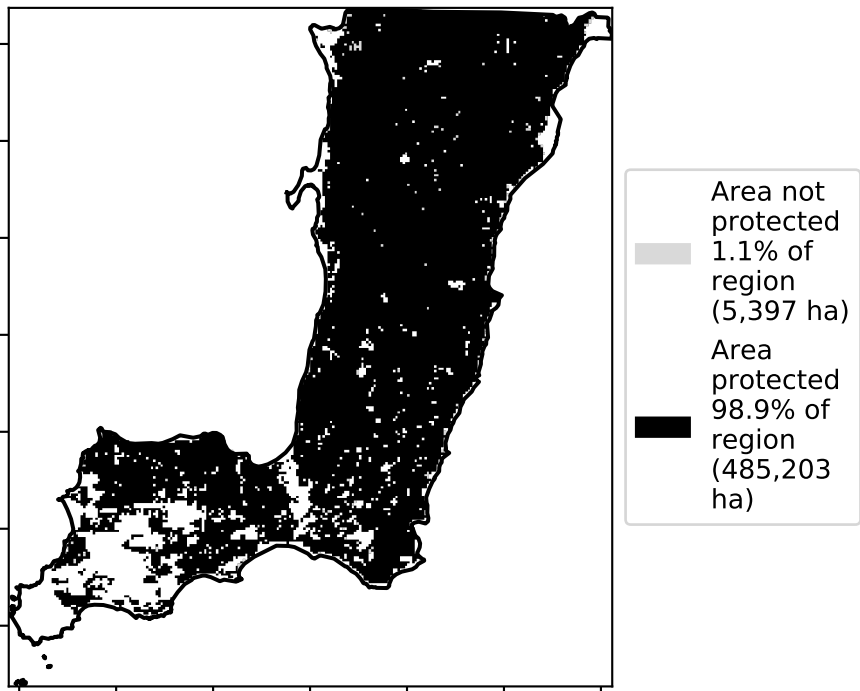 Area not
protected
1.1% of
region
(5,397 ha)
Area
protected
98.9% of
region
(485,203
ha)